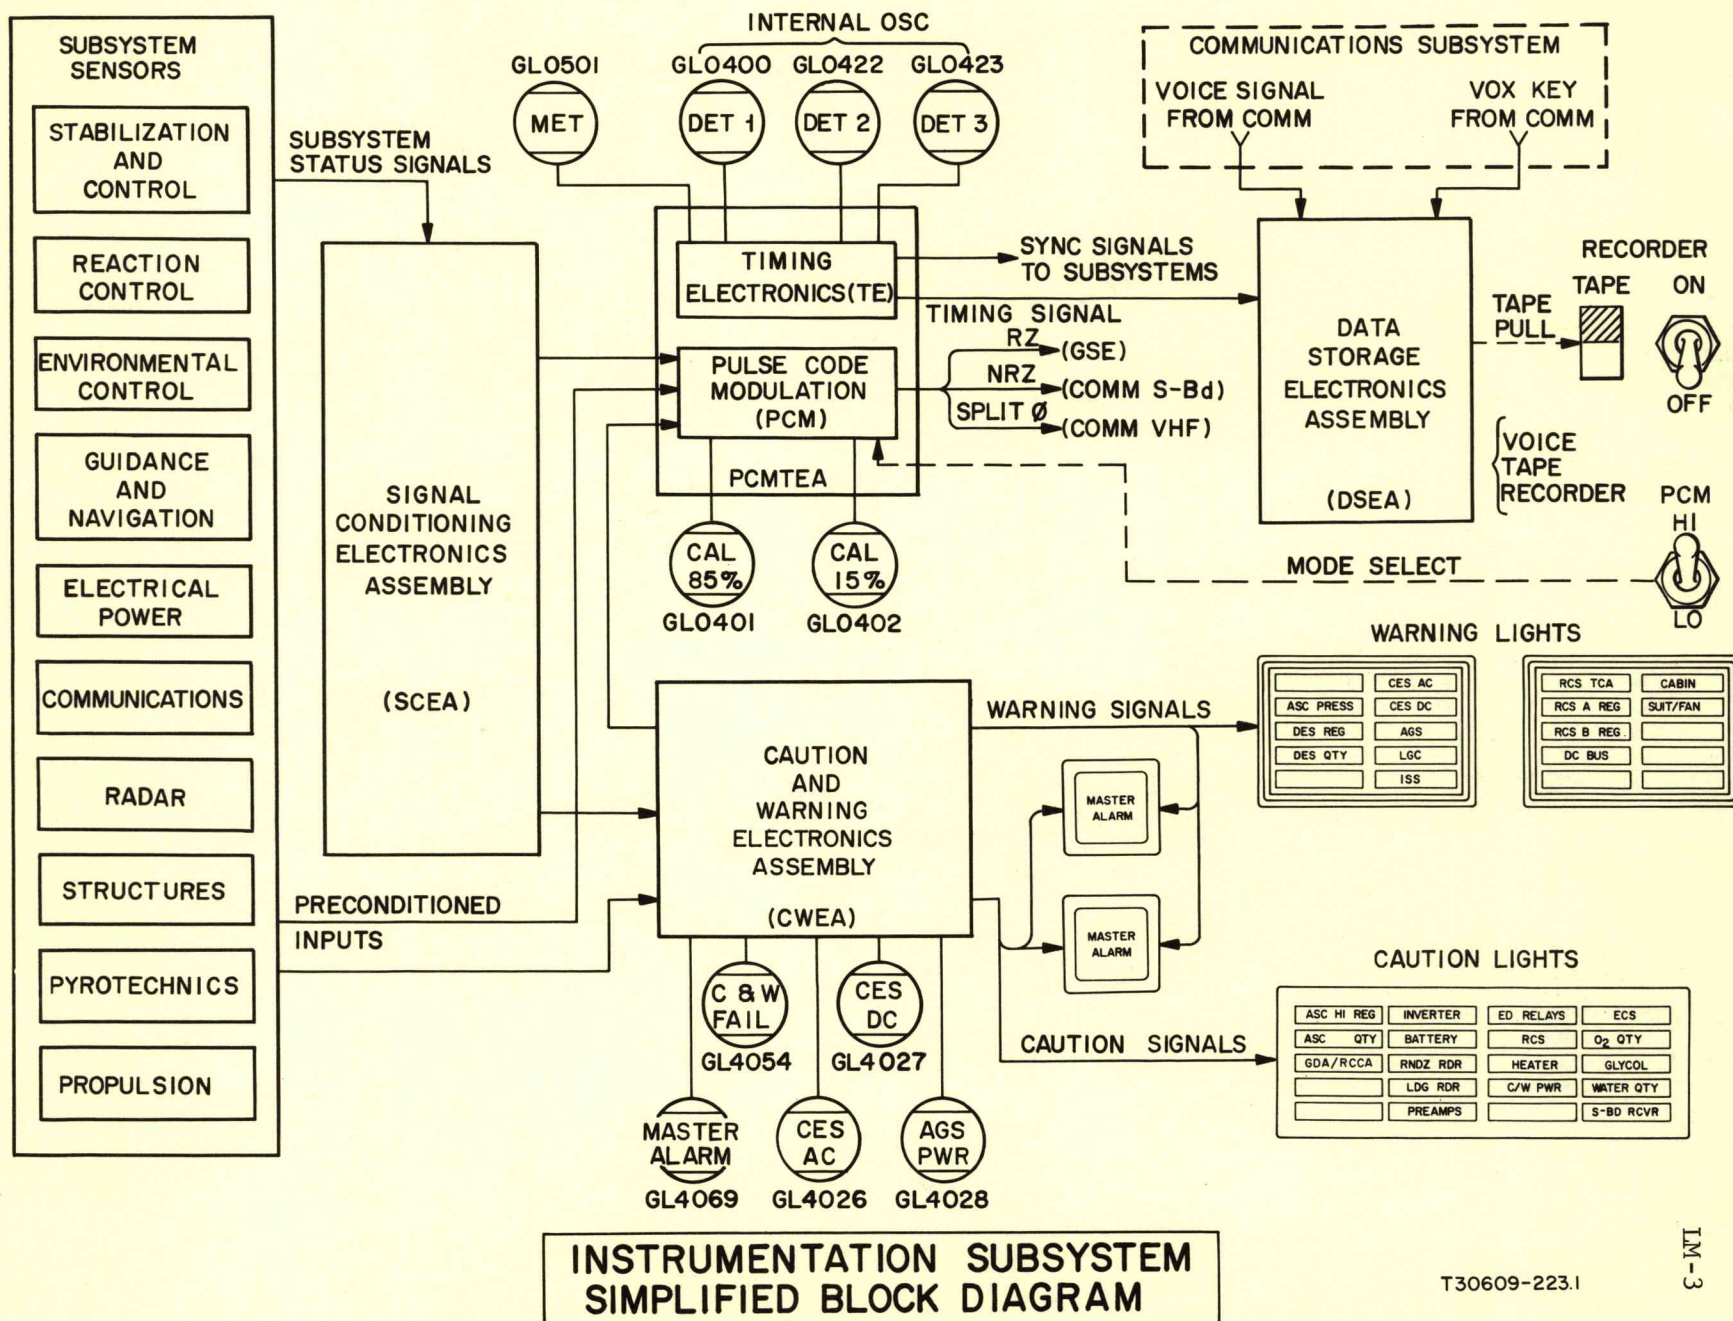 SUBSYSTEM
SENSORS
STABILIZATION
AND
CONTROL
REACTION
CONTROL
ENVIRONMENTAL
CONTROL
GUIDANCE
AND
NAVIGATION
ELECTRICAL
POWER
COMMUNICATIONS
RADAR
STRUCTURES
PYROTECHNICS
PROPULSION
SUBSYSTEM
STATUS SIGNALS
SIGNAL
CONDITIONING
ELECTRONICS
ASSEMBLY
(SCEA)
PRECONDITIONED
INPUTS
INTERNAL OSC
GL0501
GL0400
GL0422
GL0423
MET
DET 1
DET 2
DET 3
TIMING
ELECTRONICS(TE)
PULSE CODE
MODULATION
(PCM)
PCMTEA
CAL
85%
CAL
15%
GL0401
GL0402
SYNC SIGNALS
TO SUBSYSTEMS
TIMING SIGNAL
RZ
(GSE)
NRZ
(COMM S-Bd)
SPLIT Ø
(COMM VHF)
COMMUNICATIONS SUBSYSTEM
VOICE SIGNAL
FROM COMM
VOX KEY
FROM COMM
DATA
STORAGE
ELECTRONICS
ASSEMBLY
(DSEA)
TAPE
PULL
RECORDER
TAPE
ON
OFF
VOICE
TAPE
RECORDER
PCM
HI
LO
MODE SELECT
CAUTION
AND
WARNING
ELECTRONICS
ASSEMBLY
(CWEA)
C & W
FAIL
GL4054
CES
DC
GL4027
MASTER
ALARM
GL4069
CES
AC
GL4026
AGS
PWR
GL4028
WARNING SIGNALS
MASTER
ALARM
MASTER
ALARM
CAUTION SIGNALS
WARNING LIGHTS
CES AC
ASC PRESS
CES DC
DES REG
AGS
DES QTY
LGC
ISS
RCS TCA
CABIN
RCS A REG
SUIT/FAN
RCS B REG
DC BUS
CAUTION LIGHTS
ASC HI REG
INVERTER
ED RELAYS
ECS
ASC QTY
BATTERY
RCS
O2 QTY
GDA/RCCA
RNDZ RDR
HEATER
GLYCOL
LDG RDR
C/W PWR
WATER QTY
PREAMPS
S-BD RCVR
INSTRUMENTATION SUBSYSTEM
SIMPLIFIED BLOCK DIAGRAM
T30609-223.1
LM-3